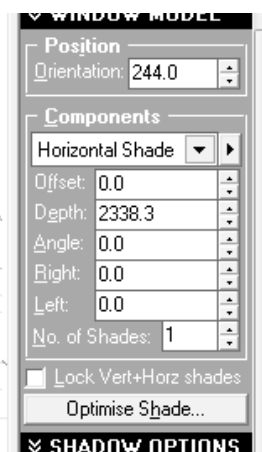 WINDOW MODEL
Position
Orientation: 244.0
Components
Horizontal Shade
Offset: 0.0
Depth: 2338.3
Angle: 0.0
Right: 0.0
Left: 0.0
No. of Shades: 1
Lock Vert+Horz shades
Optimise Shade...
SHADOW OPTIONS